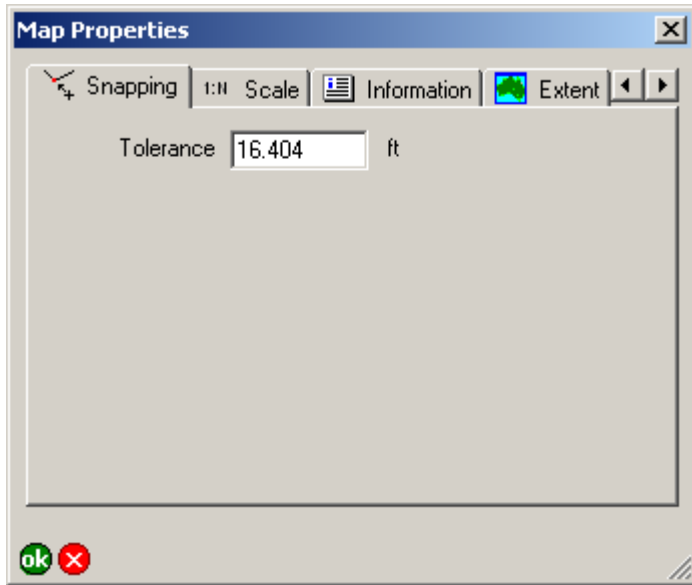 Map Properties
Snapping 1:N Scale Information Extent
Tolerance 16.404 ft
ok